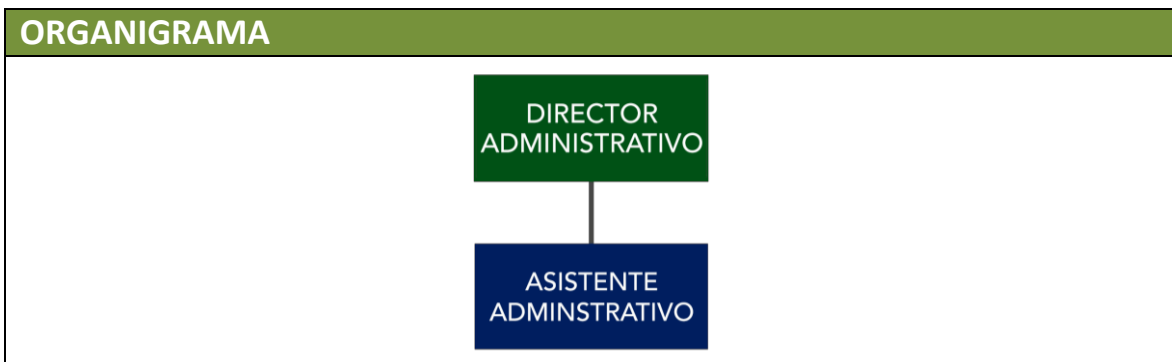 ORGANIGRAMA
DIRECTOR
ADMINISTRATIVO
ASISTENTE
ADMINSTRATIVO